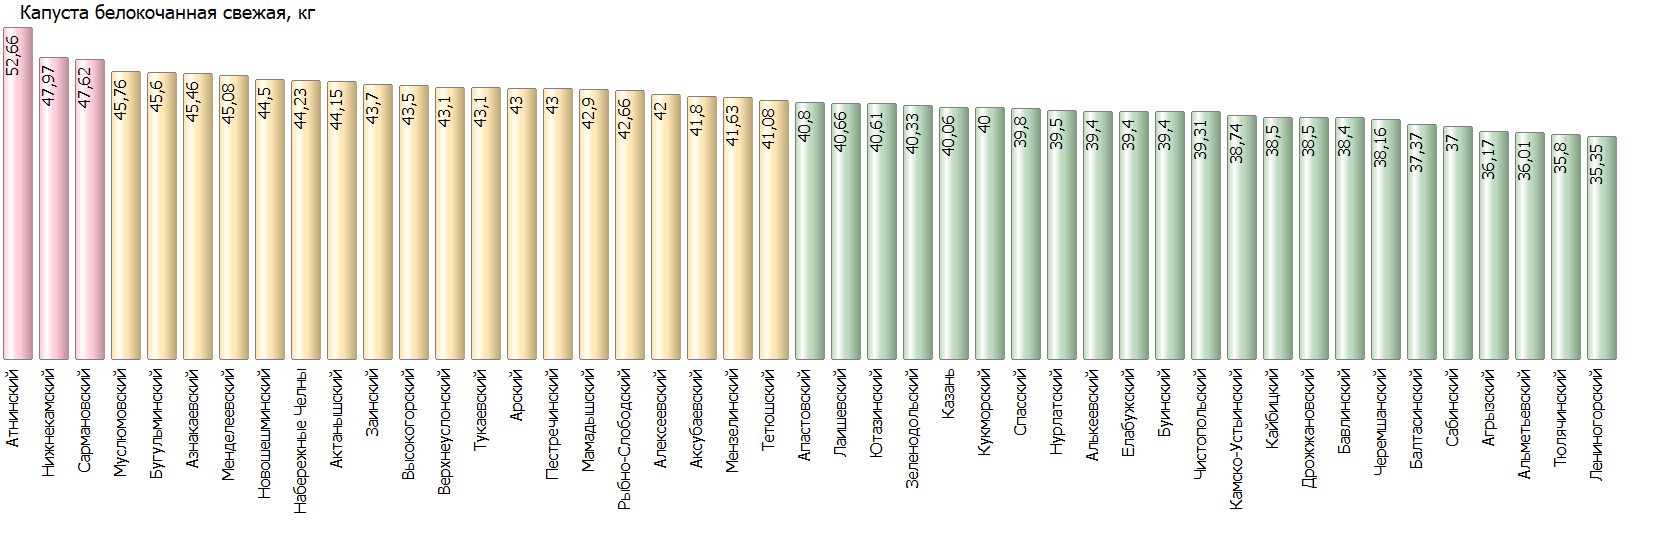 Капуста белокочанная свежая, кг
52,66
47,97
47,62
45,76
45,6
45,46
45,08
44,5
44,23
44,15
43,7
43,5
43,1
43,1
43
43
42,9
42,66
42
41,8
41,63
41,08
40,8
40,66
40,61
40,33
40,06
40
39,8
39,5
39,4
39,4
39,4
39,31
38,74
38,5
38,5
38,4
38,16
37,37
37
36,17
36,01
35,8
35,35
Атнинский
Нижнекамский
Сармановский
Муслюмовский
Бугульминский
Азнакаевский
Менделеевский
Новошешминский
Набережные Челны
Актанышский
Заинский
Высокогорский
Верхнеуслонский
Тукаевский
Арский
Пестречинский
Мамадышский
Рыбно-Слободский
Алексеевский
Аксубаевский
Мензелинский
Тетюшский
Апастовский
Лаишевский
Ютазинский
Зеленодольский
Казань
Кукморский
Спасский
Нурлатский
Алькеевский
Елабужский
Буинский
Чистопольский
Камско-Устьинский
Кайбицкий
Дрожжановский
Бавлинский
Черемшанский
Балтасинский
Сабинский
Агрызский
Альметьевский
Тюлячинский
Лениногорский